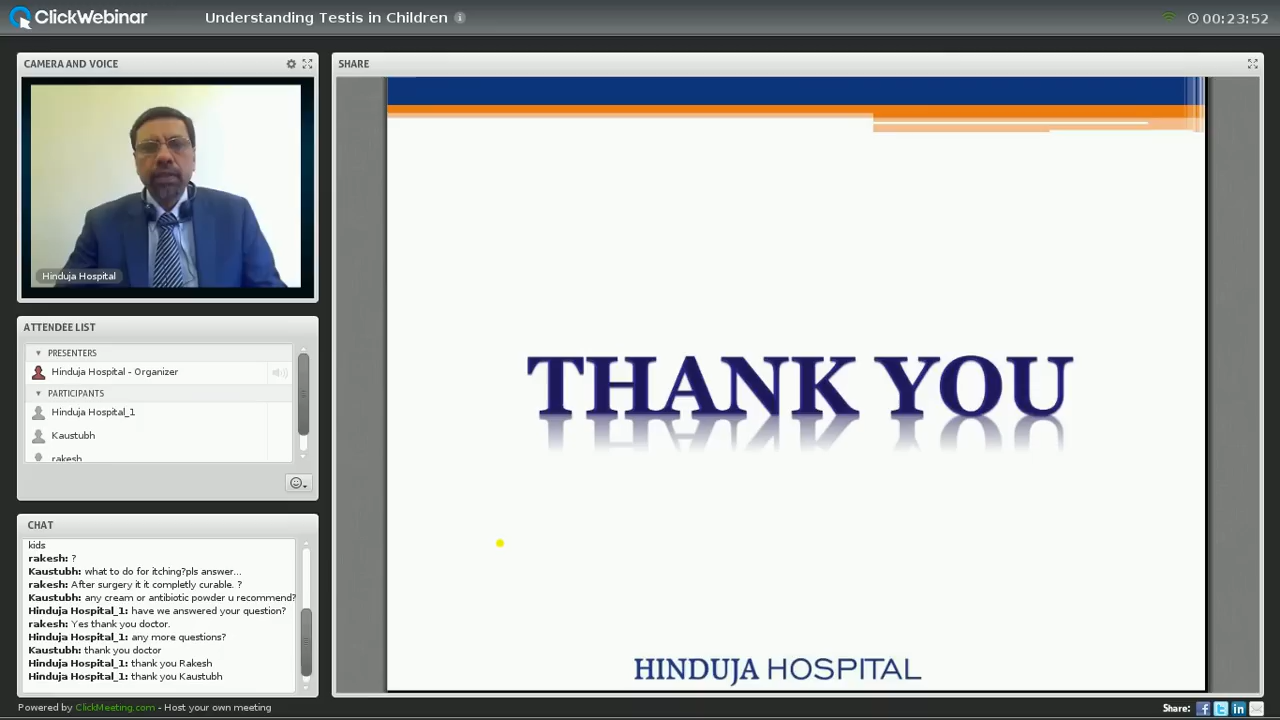 ClickWebinar
Understanding Testis in Children
00:23:52
CAMERA AND VOICE
Hinduja Hospital
ATTENDEE LIST
PRESENTERS
Hinduja Hospital - Organizer
PARTICIPANTS
Hinduja Hospital_1
Kaustubh
rakesh
CHAT
kids
rakesh: ?
Kaustubh: what to do for itching?pls answer...
rakesh: After surgery it it completly curable. ?
Kaustubh: any cream or antibiotic powder u recommend?
Hinduja Hospital_1: have we answered your question?
rakesh: Yes thank you doctor.
Hinduja Hospital_1: any more questions?
Kaustubh: thank you doctor
Hinduja Hospital_1: thank you Rakesh
Hinduja Hospital_1: thank you Kaustubh
SHARE
THANK YOU
HINDUJA HOSPITAL
Powered by ClickMeeting.com - Host your own meeting
Share: